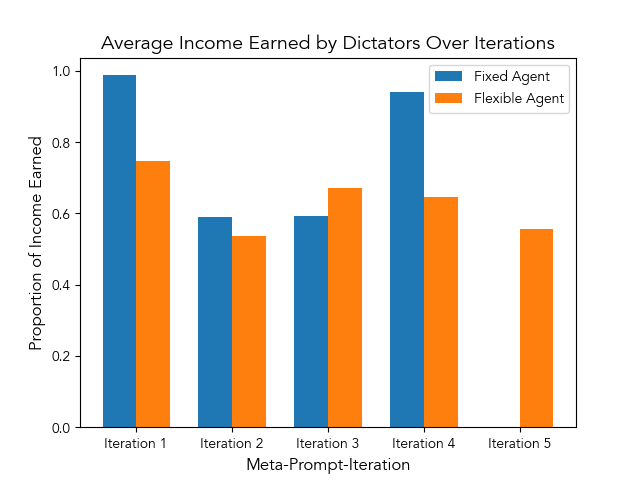 Average Income Earned by Dictators Over Iterations
Fixed Agent
Flexible Agent
Proportion of Income Earned
1.0
0.8
0.6
0.4
0.2
0.0
Iteration 1
Iteration 2
Iteration 3
Iteration 4
Iteration 5
Meta-Prompt-Iteration